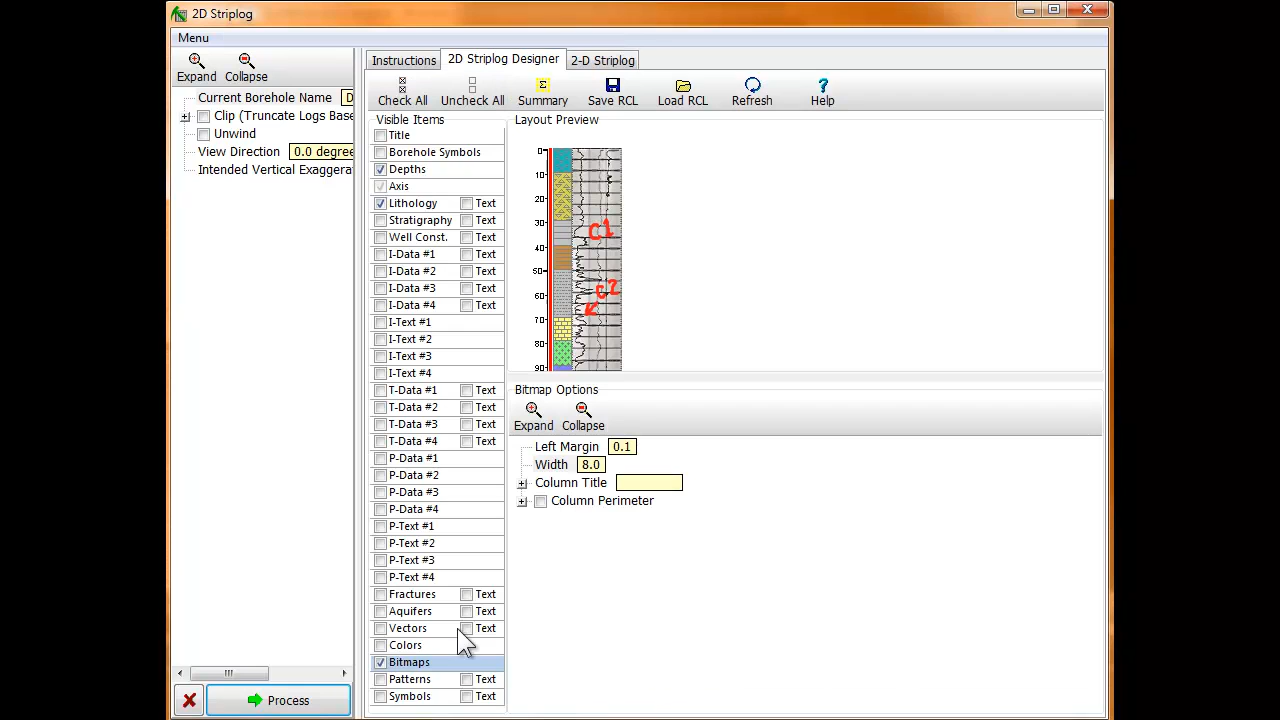 2D Striplog
Menu
Expand Collapse
Current Borehole Name D
Clip (Truncate Logs Base
Unwind
View Direction 0.0 degree
Intended Vertical Exaggera
Process
Instructions 2D Striplog Designer 2-D Striplog
Check All Uncheck All Summary Save RCL Load RCL Refresh Help
Visible Items
Title
Borehole Symbols
Depths
Axis
Lithology Text
Stratigraphy Text
Well Const. Text
I-Data #1 Text
I-Data #2 Text
I-Data #3 Text
I-Data #4 Text
I-Text #1
I-Text #2
I-Text #3
I-Text #4
T-Data #1 Text
T-Data #2 Text
T-Data #3 Text
T-Data #4 Text
P-Data #1
P-Data #2
P-Data #3
P-Data #4
P-Text #1
P-Text #2
P-Text #3
P-Text #4
Fractures Text
Aquifers Text
Vectors Text
Colors
Bitmaps
Patterns Text
Symbols Text
Layout Preview
0
10
20
30
C1
40
50
C2
60
70
80
90
Bitmap Options
Expand Collapse
Left Margin 0.1
Width 8.0
Column Title
Column Perimeter